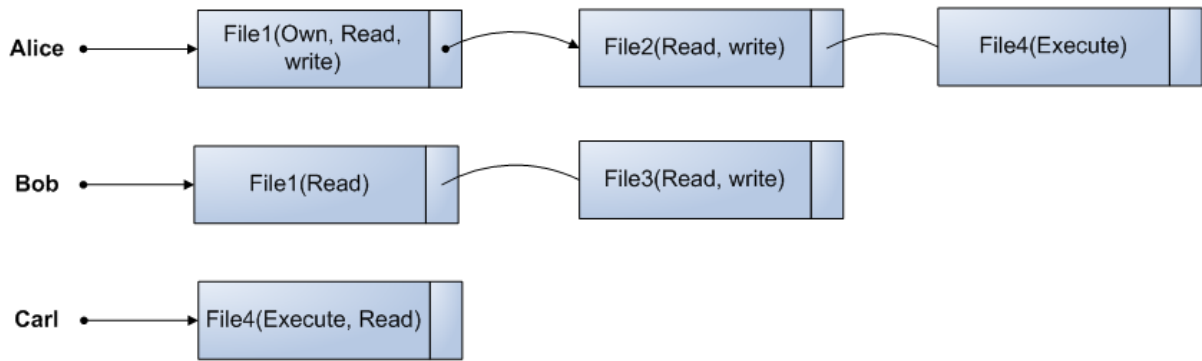 Alice
File1(Own, Read,
write)
File2(Read, write)
File4(Execute)
Bob
File1(Read)
File3(Read, write)
Carl
File4(Execute, Read)